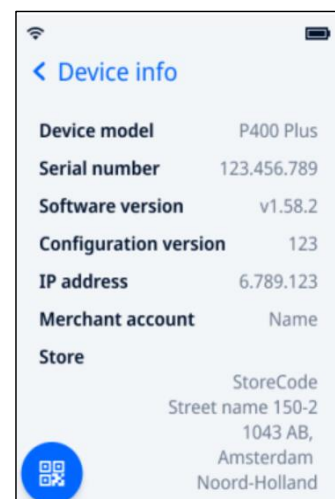 Device info
Device model P400 Plus
Serial number 123.456.789
Software version v1.58.2
Configuration version 123
IP address 6.789.123
Merchant account Name
Store
StoreCode
Street name 150-2
1043 AB,
Amsterdam
Noord-Holland